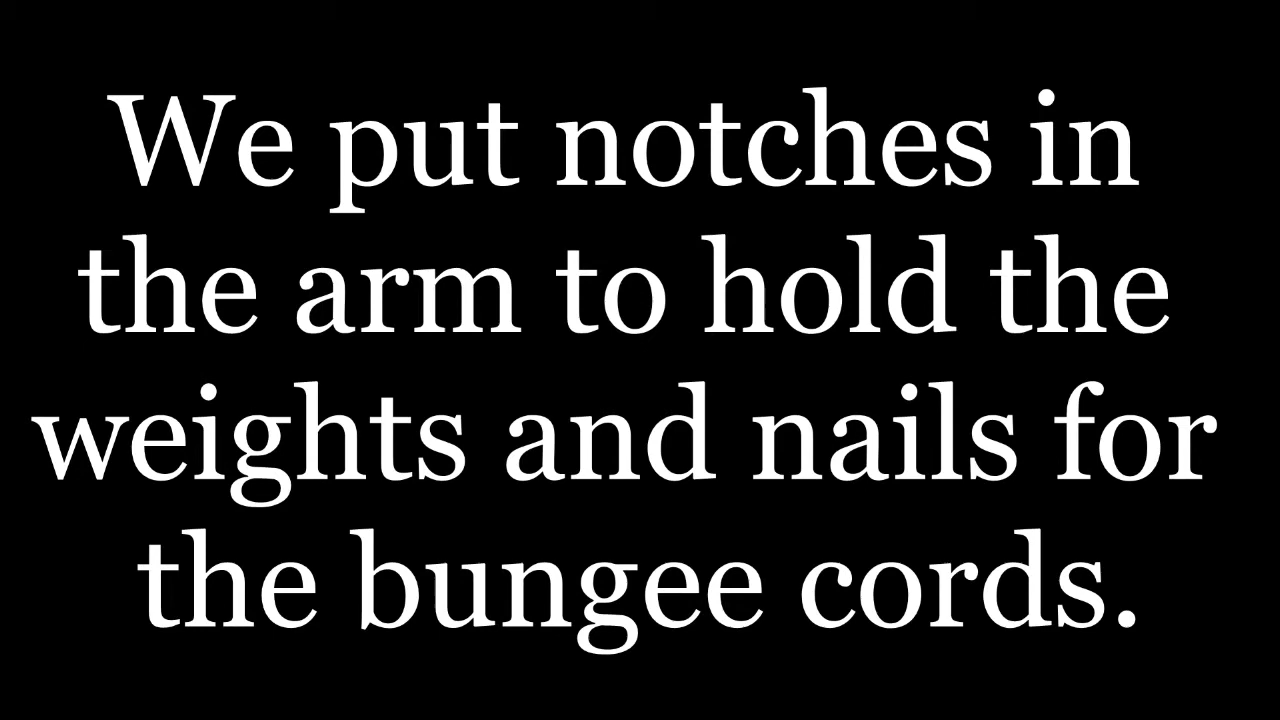 We put notches in
the arm to hold the
weights and nails for
the bungee cords.